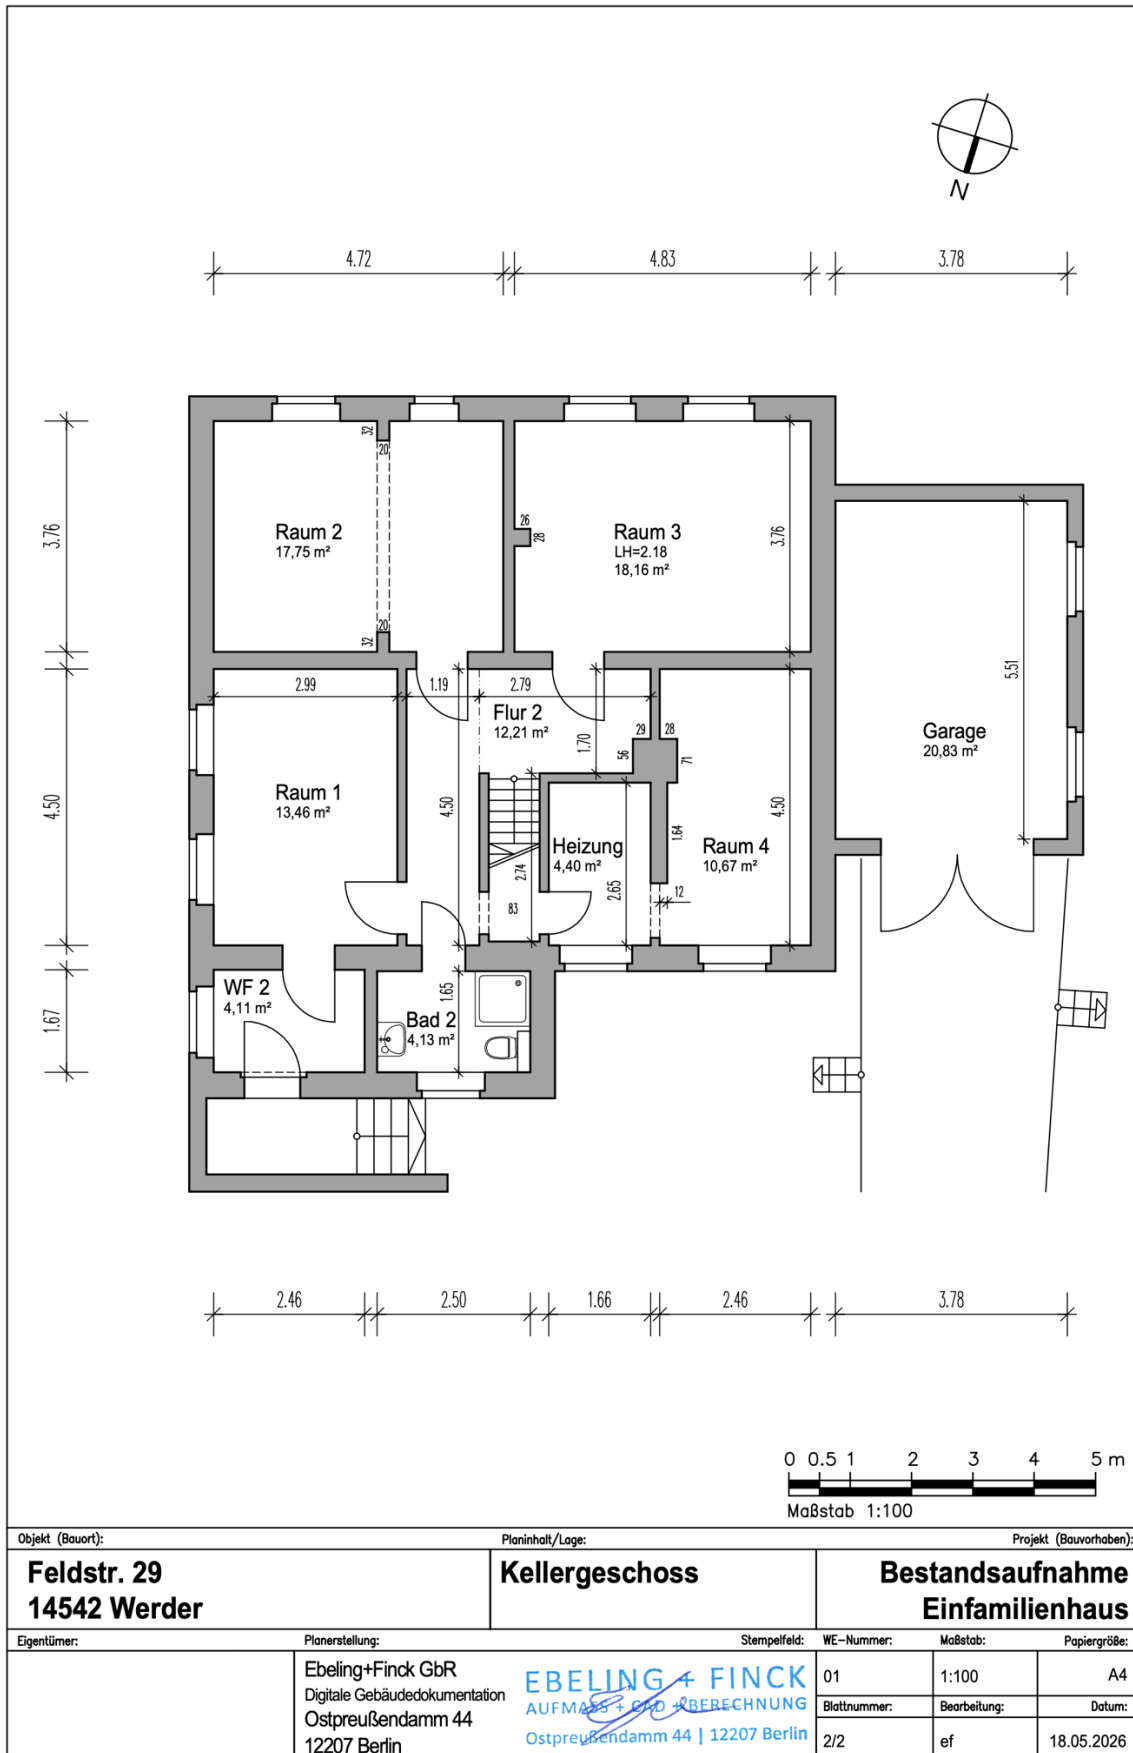 N
4.72
4.83
3.78
3.76
32
20
26
28
Raum 2
17,75 m²
Raum 3
LH=2.18
18,16 m²
3.76
20
32
5.51
2.99
1.19
2.79
Flur 2
12,21 m²
29
28
1.70
56
71
Garage
20,83 m²
Raum 1
13,46 m²
4.50
4.50
4.50
Heizung
4,40 m²
1.64
Raum 4
10,67 m²
2.74
2.65
83
12
WF 2
4,11 m²
1.65
Bad 2
4,13 m²
1.67
2.46
2.50
1.66
2.46
3.78
0 0.5 1 2 3 4 5 m
Maßstab 1:100
Objekt (Bauort):
Feldstr. 29
14542 Werder
Planinhalt/Lage:
Kellergeschoss
Projekt (Bauvorhaben):
Bestandsaufnahme
Einfamilienhaus
Eigentümer:
Planerstellung:
Ebeling+Finck GbR
Digitale Gebäudedokumentation
Ostpreußendamm 44
12207 Berlin
Stempelfeld:
EBELING + FINCK
AUFMASS + CAD + BERECHNUNG
Ostpreußendamm 44 | 12207 Berlin
WE-Nummer:
01
Maßstab:
1:100
Papiergröße:
A4
Blattnummer:
2/2
Bearbeitung:
ef
Datum:
18.05.2026